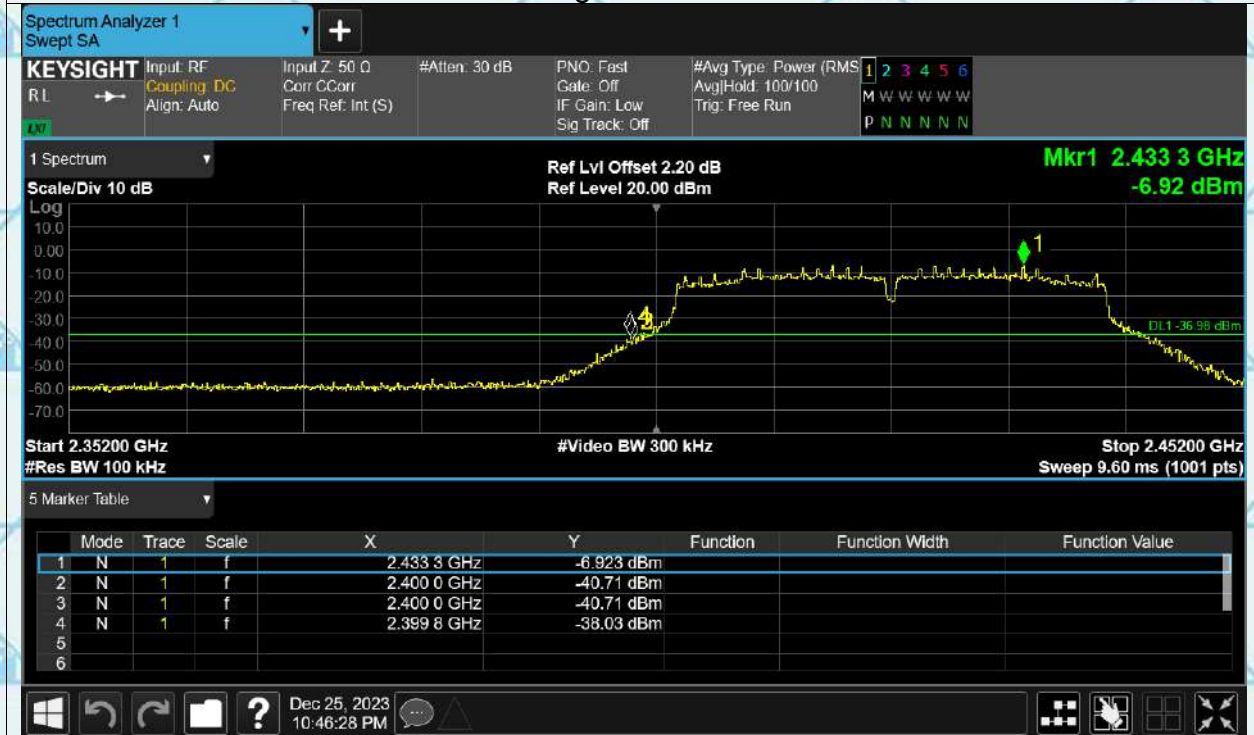 Spectrum Analyzer 1
Swept SA
+
KEYSIGHT Input: RF Input Z: 50 Ω #Atten: 30 dB PNO: Fast #Avg Type: Power (RMS 1 2 3 4 5 6
RL Coupling: DC Corr CCorr Gate: Off Avg|Hold: 100/100 M W W W W W
Align: Auto Freq Ref: Int (S) IF Gain: Low Trig: Free Run
LXI Sig Track: Off P N N N N N
1 Spectrum Ref Lvl Offset 2.20 dB Mkr1 2.433 3 GHz
Scale/Div 10 dB Ref Level 20.00 dBm -6.92 dBm
Log
10.0
0.00 1
-10.0
-20.0
-30.0
DL1 -36.98 dBm
-40.0
-50.0
-60.0
-70.0
Start 2.35200 GHz #Video BW 300 kHz Stop 2.45200 GHz
#Res BW 100 kHz Sweep 9.60 ms (1001 pts)
5 Marker Table
Mode Trace Scale X Y Function Function Width Function Value
1 N 1 f 2.433 3 GHz -6.923 dBm
2 N 1 f 2.400 0 GHz -40.71 dBm
3 N 1 f 2.400 0 GHz -40.71 dBm
4 N 1 f 2.399 8 GHz -38.03 dBm
5
6
? Dec 25, 2023
10:46:28 PM